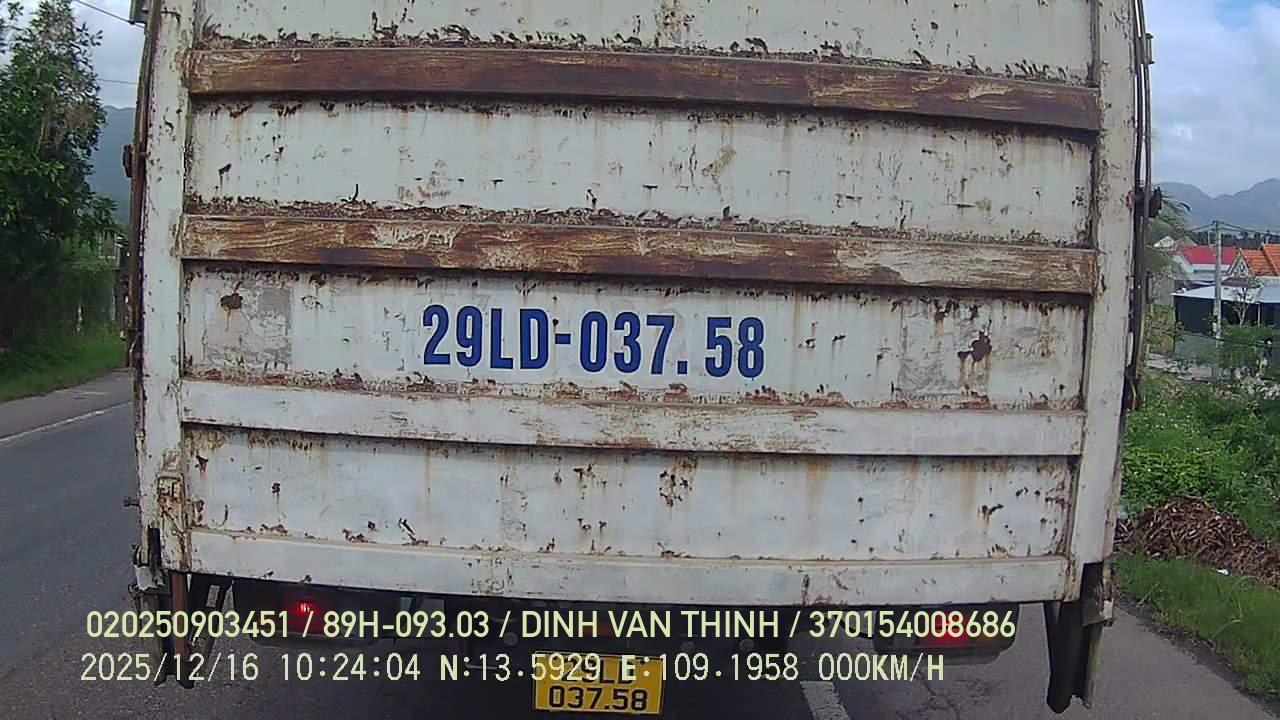 29LD-037.58
020250903451 / 89H-093.03 / DINH VAN THINH / 370154008686
2025/12/16 10:24:04 N:13.5929 E:109.1958 000KM/H
29LD
037.58